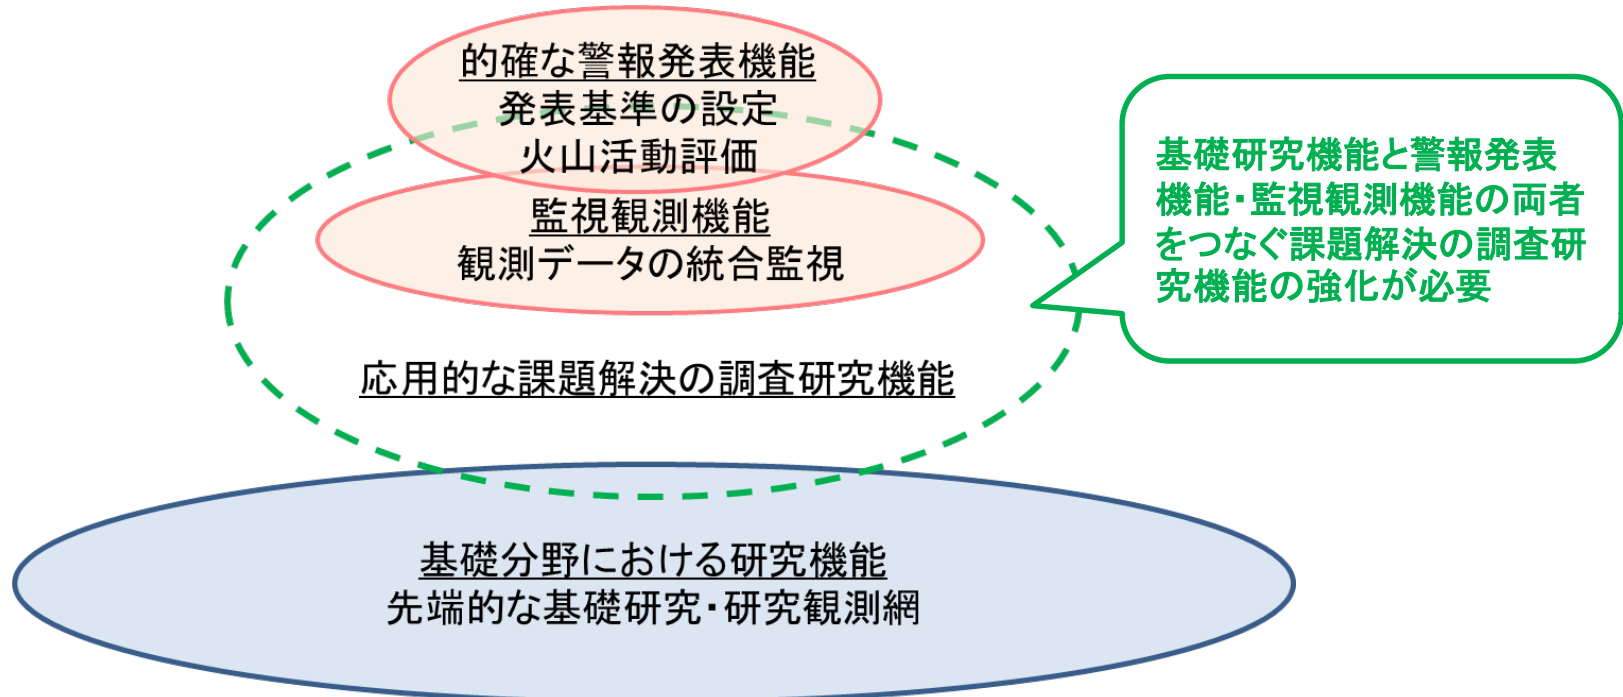 的確な警報発表機能
発表基準の設定
火山活動評価
監視観測機能
観測データの統合監視
応用的な課題解決の調査研究機能
基礎分野における研究機能
先端的な基礎研究・研究観測網
基礎研究機能と警報発表
機能・監視観測機能の両者
をつなぐ課題解決の調査研
究機能の強化が必要